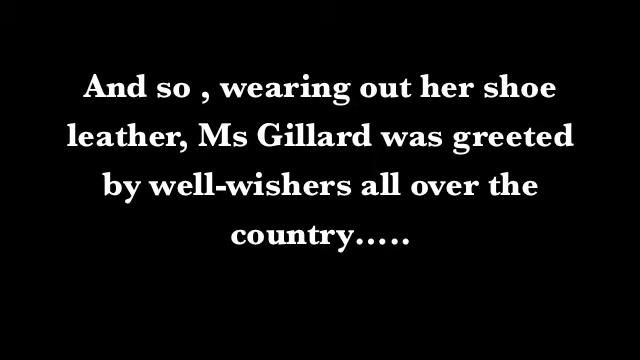 And so , wearing out her shoe
leather, Ms Gillard was greeted
by well-wishers all over the
country.....